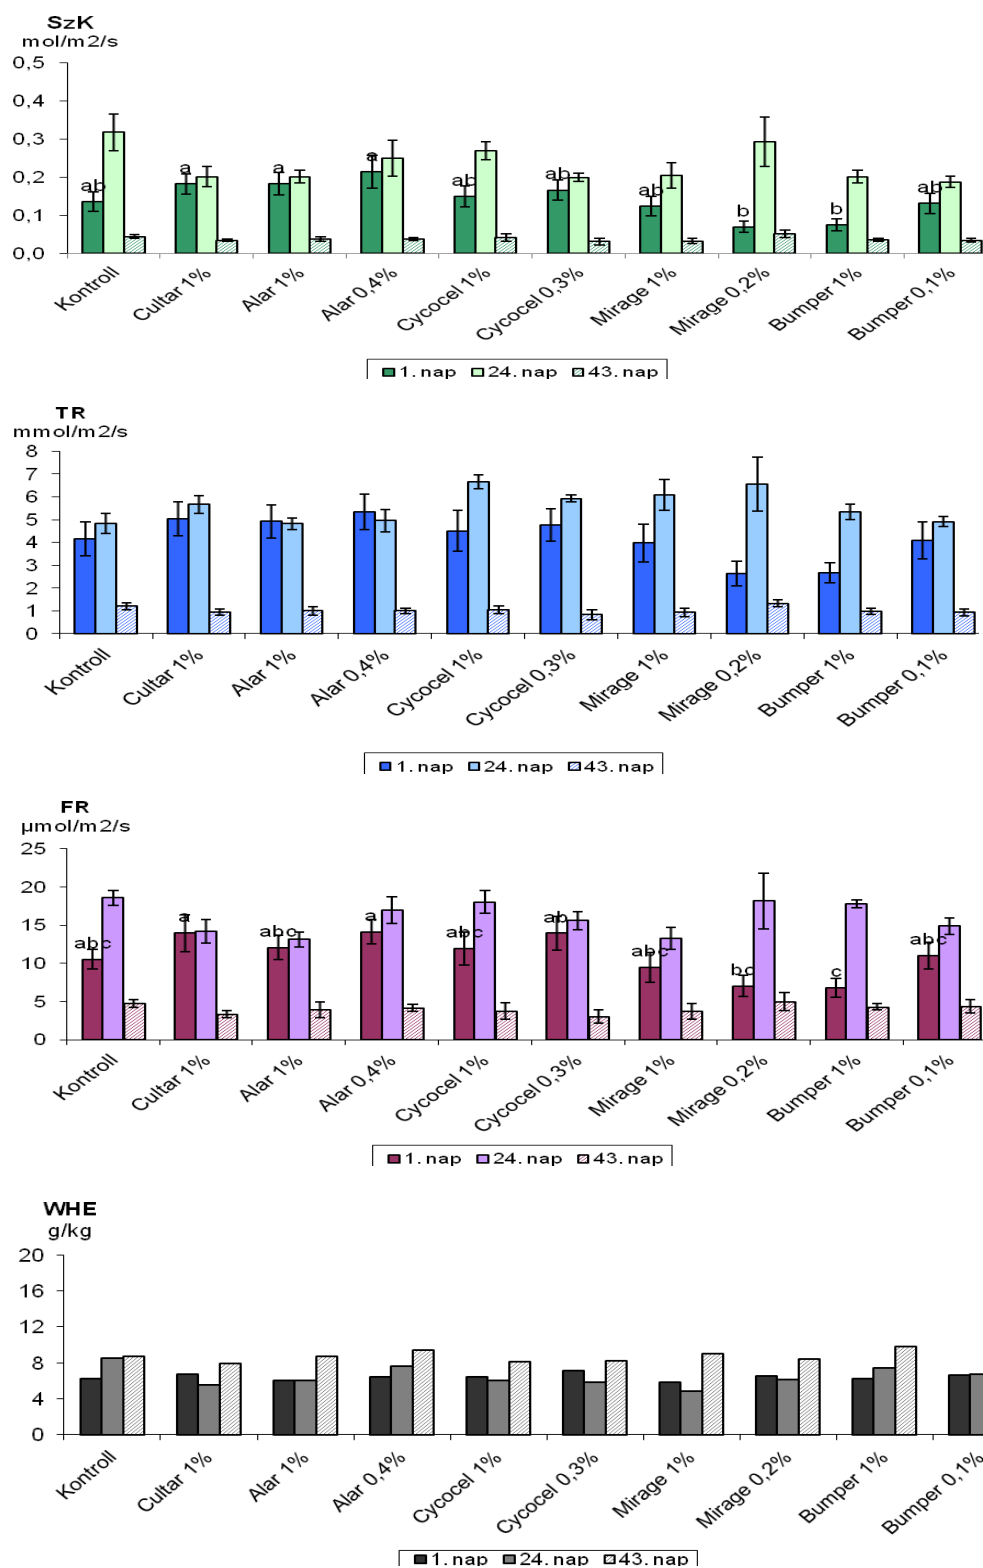 SzK
mol/m2/s
0,5
0,4
0,3
0,2
0,1
0,0
ab a a a ab ab ab b b ab
Kontroll Cultar 1% Alar 1% Alar 0,4% Cycocel 1% Cycocel 0,3% Mirage 1% Mirage 0,2% Bumper 1% Bumper 0,1%
1. nap 24. nap 43. nap
TR
mmol/m2/s
8
7
6
5
4
3
2
1
0
Kontroll Cultar 1% Alar 1% Alar 0,4% Cycocel 1% Cycocel 0,3% Mirage 1% Mirage 0,2% Bumper 1% Bumper 0,1%
1. nap 24. nap 43. nap
FR
µmol/m2/s
25
20
15
10
5
0
abc a abc a abc ab abc bc c abc
Kontroll Cultar 1% Alar 1% Alar 0,4% Cycocel 1% Cycocel 0,3% Mirage 1% Mirage 0,2% Bumper 1% Bumper 0,1%
1. nap 24. nap 43. nap
WHE
g/kg
20
16
12
8
4
0
Kontroll Cultar 1% Alar 1% Alar 0,4% Cycocel 1% Cycocel 0,3% Mirage 1% Mirage 0,2% Bumper 1% Bumper 0,1%
1. nap 24. nap 43. nap